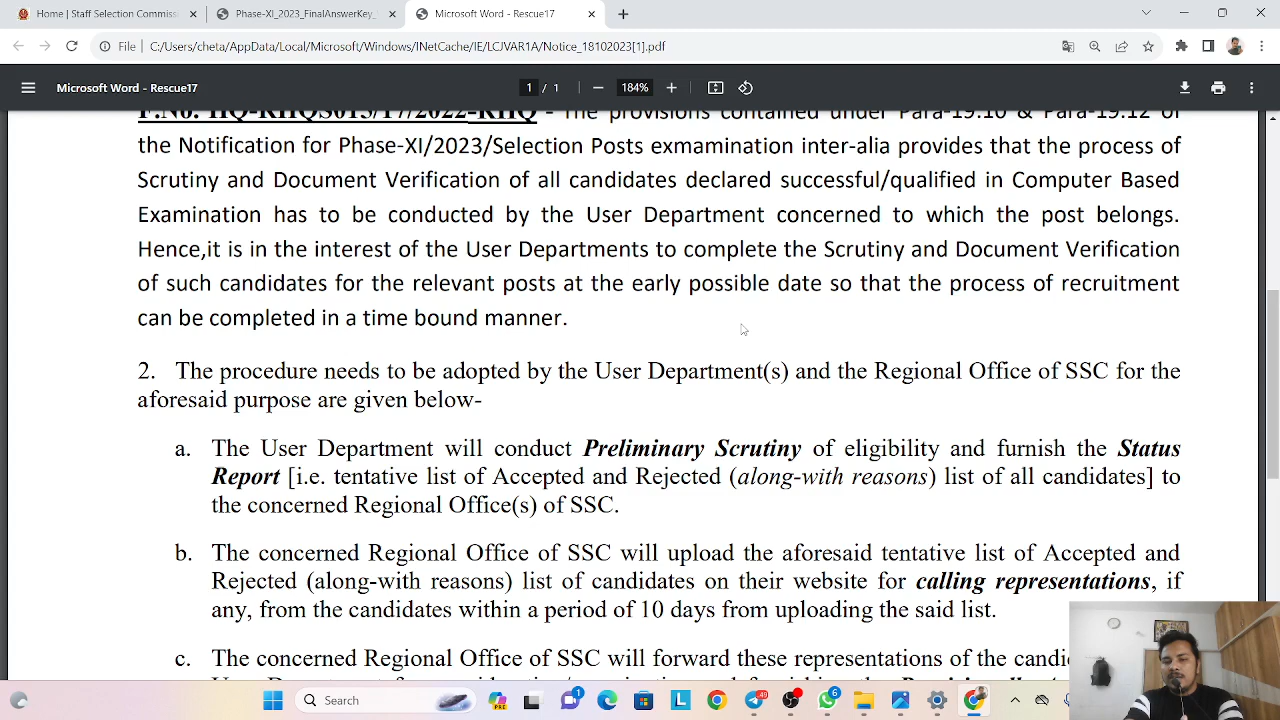 Home | Staff Selection Commissi
Phase-XI_2023_FinalAnswerKey_
Microsoft Word - Rescue17
File | C:/Users/cheta/AppData/Local/Microsoft/Windows/INetCache/IE/LCJVAR1A/Notice_18102023[1].pdf
Microsoft Word - Rescue17
1 / 1
184%
F.No. HQ-RHQS015/17/2022-RHQ - The provisions contained under Para-19.10 & Para-19.12 of
the Notification for Phase-XI/2023/Selection Posts exmamination inter-alia provides that the process of
Scrutiny and Document Verification of all candidates declared successful/qualified in Computer Based
Examination has to be conducted by the User Department concerned to which the post belongs.
Hence,it is in the interest of the User Departments to complete the Scrutiny and Document Verification
of such candidates for the relevant posts at the early possible date so that the process of recruitment
can be completed in a time bound manner.
2. The procedure needs to be adopted by the User Department(s) and the Regional Office of SSC for the
aforesaid purpose are given below-
a. The User Department will conduct Preliminary Scrutiny of eligibility and furnish the Status
Report [i.e. tentative list of Accepted and Rejected (along-with reasons) list of all candidates] to
the concerned Regional Office(s) of SSC.
b. The concerned Regional Office of SSC will upload the aforesaid tentative list of Accepted and
Rejected (along-with reasons) list of candidates on their website for calling representations, if
any, from the candidates within a period of 10 days from uploading the said list.
c. The concerned Regional Office of SSC will forward these representations of the candi
Search
PRE
1
L
49
6